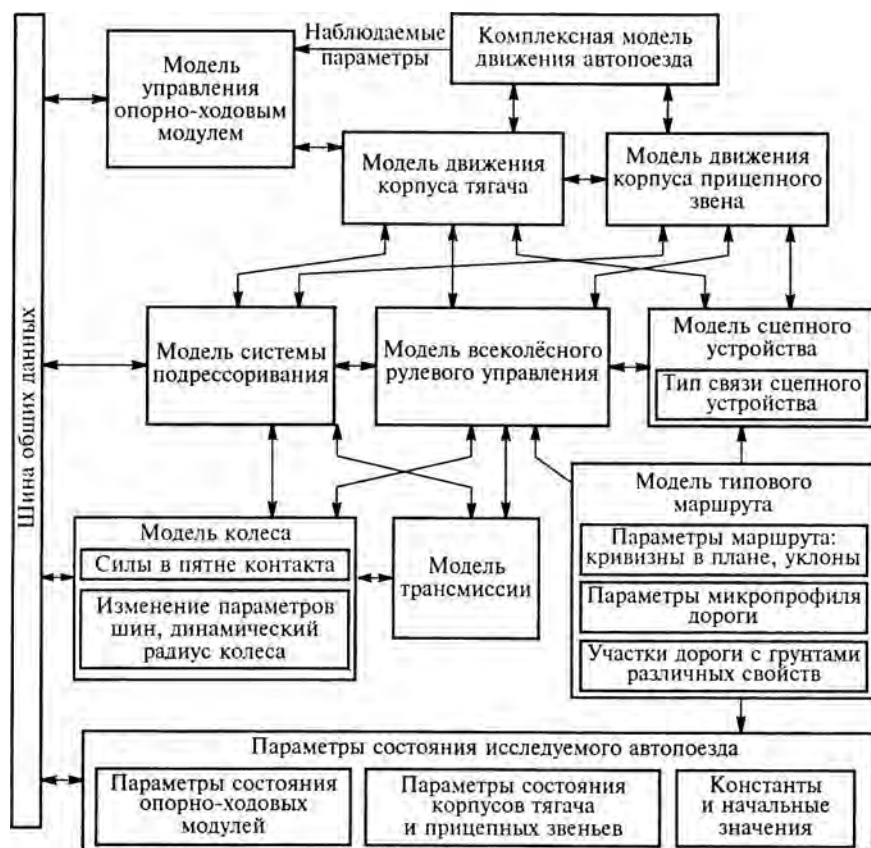 Шина общих данных
Модель
управления
опорно-ходовым
модулем
Наблюдаемые
параметры
Комплексная модель
движения автопоезда
Модель движения
корпуса тягача
Модель движения
корпуса прицепного
звена
Модель системы
подрессоривания
Модель всеколёсного
рулевого управления
Модель сцепного
устройства
Тип связи сцепного
устройства
Модель колеса
Силы в пятне контакта
Изменение параметров
шин, динамический
радиус колеса
Модель
трансмиссии
Модель типового
маршрута
Параметры маршрута:
кривизны в плане, уклоны
Параметры микропрофиля
дороги
Участки дороги с грунтами
различных свойств
Параметры состояния исследуемого автопоезда
Параметры состояния
опорно-ходовых
модулей
Параметры состояния
корпусов тягача
и прицепных звеньев
Константы
и начальные
значения